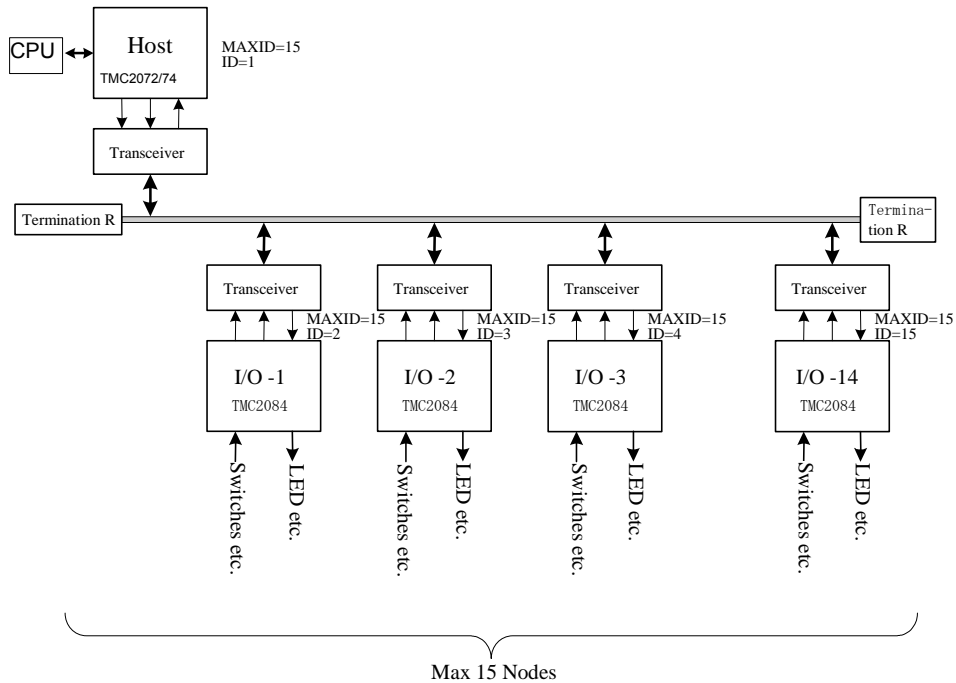 CPU
Host
TMC2072/74
MAXID=15
ID=1
Transceiver
Termination R
Termina-
tion R
Transceiver
Transceiver
Transceiver
Transceiver
MAXID=15
ID=2
MAXID=15
ID=3
MAXID=15
ID=4
MAXID=15
ID=15
I/O -1
TMC2084
I/O -2
TMC2084
I/O -3
TMC2084
I/O -14
TMC2084
Switches etc.
LED etc.
Switches etc.
LED etc.
Switches etc.
LED etc.
Switches etc.
LED etc.
Max 15 Nodes